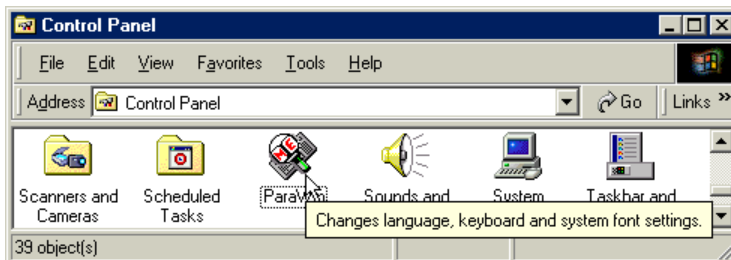 Control Panel
File Edit View Favorites Tools Help
Address Control Panel Go Links »
ME
Scanners and Cameras
Scheduled Tasks
Sounds and
System
Taskbar and
Changes language, keyboard and system font settings.
39 object(s)